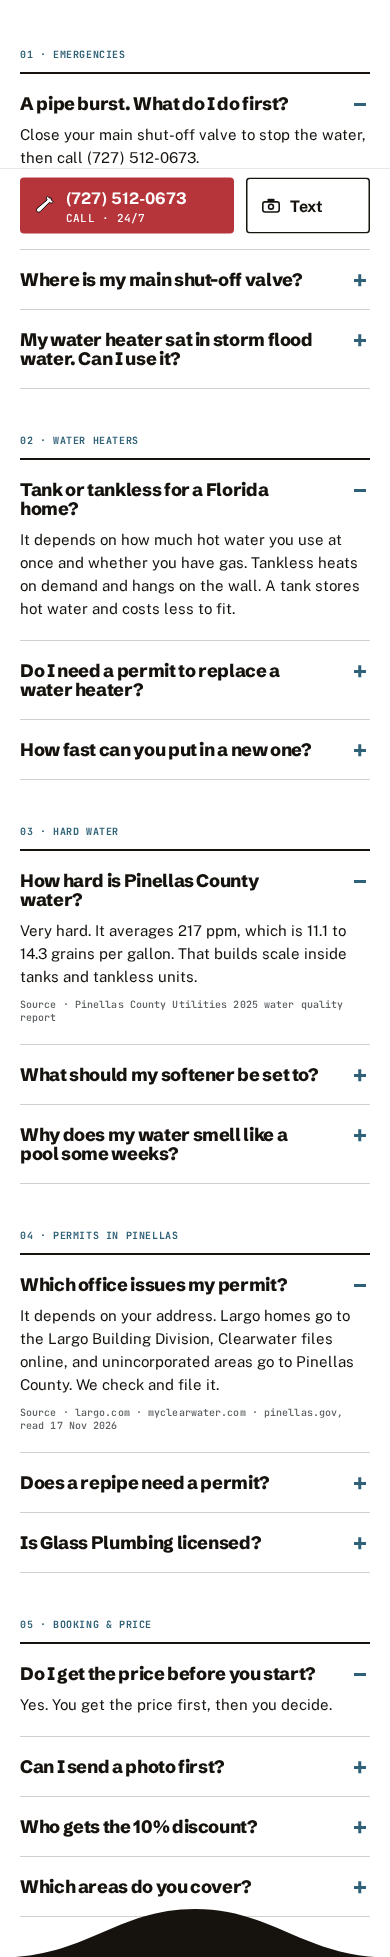 01 · EMERGENCIES
A pipe burst. What do I do first?
Close your main shut-off valve to stop the water,
then call (727) 512-0673.
(727) 512-0673
CALL · 24/7
Text
Where is my main shut-off valve?
My water heater sat in storm flood
water. Can I use it?
02 · WATER HEATERS
Tank or tankless for a Florida
home?
It depends on how much hot water you use at
once and whether you have gas. Tankless heats
on demand and hangs on the wall. A tank stores
hot water and costs less to fit.
Do I need a permit to replace a
water heater?
How fast can you put in a new one?
03 · HARD WATER
How hard is Pinellas County
water?
Very hard. It averages 217 ppm, which is 11.1 to
14.3 grains per gallon. That builds scale inside
tanks and tankless units.
Source · Pinellas County Utilities 2025 water quality
report
What should my softener be set to?
Why does my water smell like a
pool some weeks?
04 · PERMITS IN PINELLAS
Which office issues my permit?
It depends on your address. Largo homes go to
the Largo Building Division, Clearwater files
online, and unincorporated areas go to Pinellas
County. We check and file it.
Source · largo.com · myclearwater.com · pinellas.gov,
read 17 Nov 2026
Does a repipe need a permit?
Is Glass Plumbing licensed?
05 · BOOKING & PRICE
Do I get the price before you start?
Yes. You get the price first, then you decide.
Can I send a photo first?
Who gets the 10% discount?
Which areas do you cover?